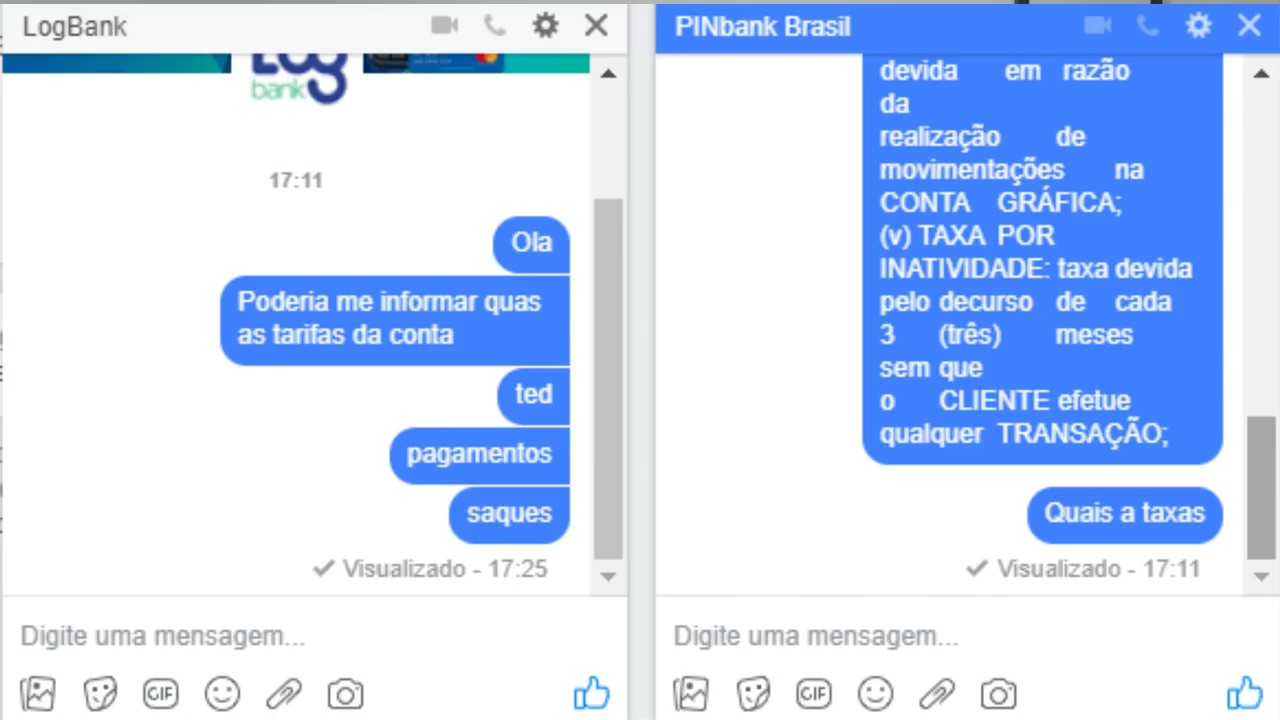 LogBank
Log
bank
17:11
Ola
Poderia me informar quas
as tarifas da conta
ted
pagamentos
saques
Visualizado - 17:25
Digite uma mensagem...
GIF
PINbank Brasil
devida em razão
da
realização de
movimentações na
CONTA GRÁFICA;
(v) TAXA POR
INATIVIDADE: taxa devida
pelo decurso de cada
3 (três) meses
sem que
o CLIENTE efetue
qualquer TRANSAÇÃO;
Quais a taxas
Visualizado - 17:11
Digite uma mensagem...
GIF